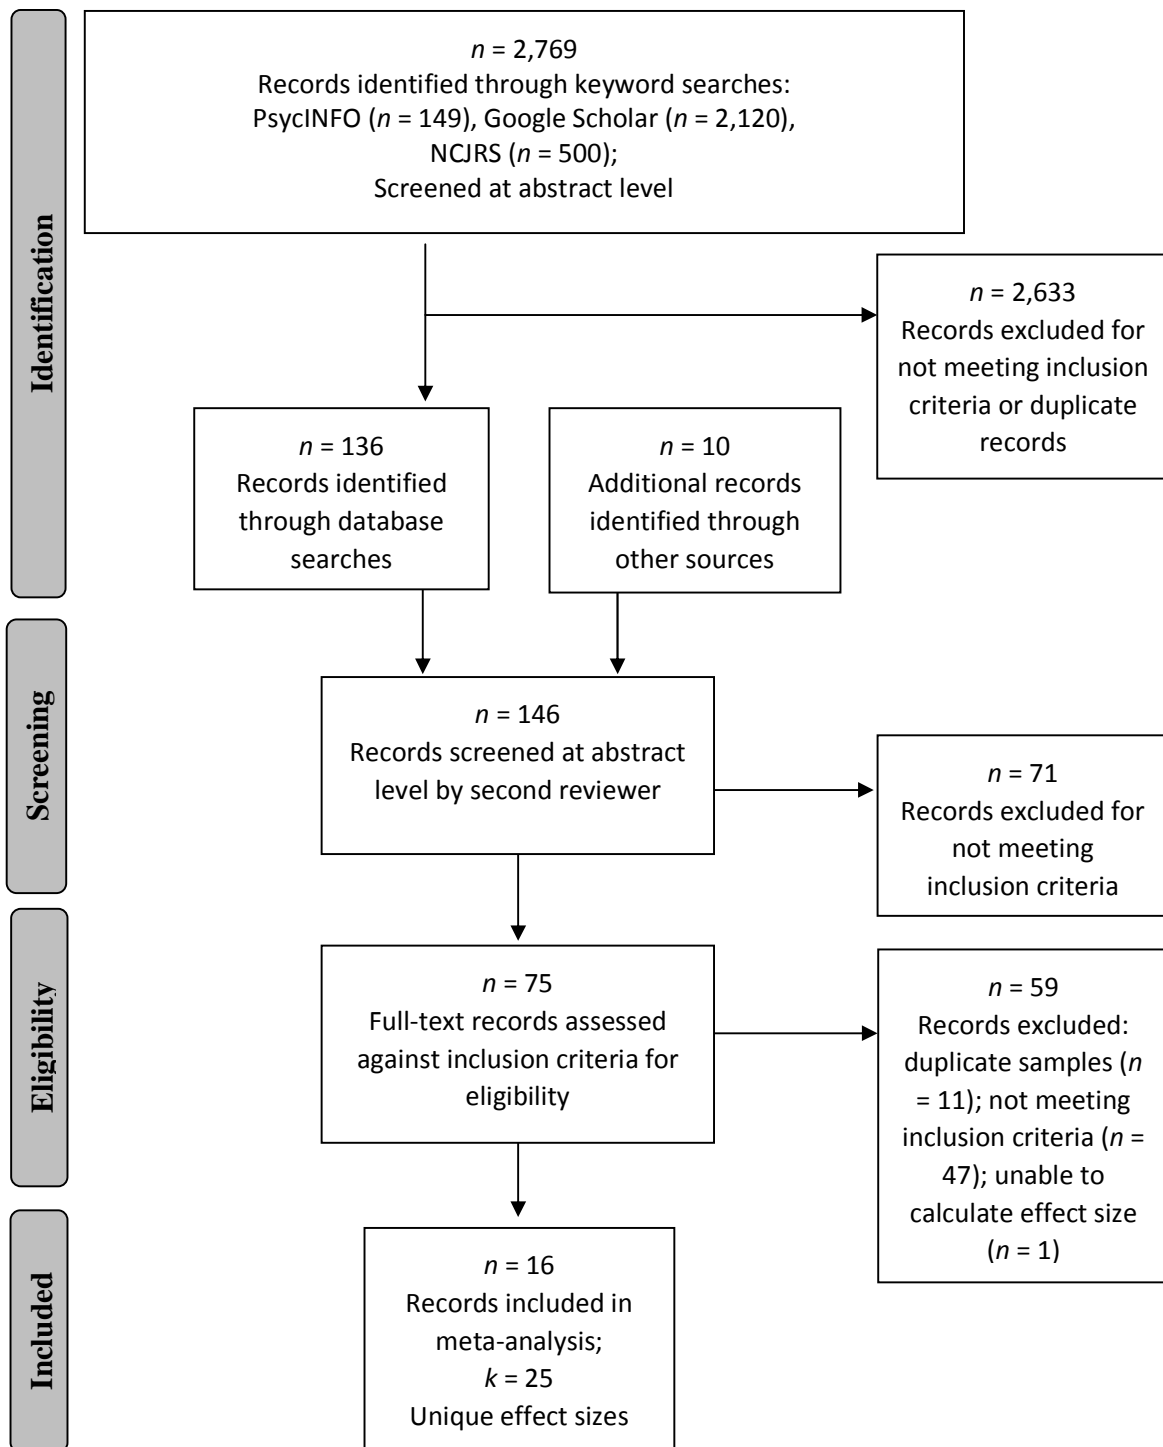 Identification
n = 2,769
Records identified through keyword searches:
PsycINFO (n = 149), Google Scholar (n = 2,120),
NCJRS (n = 500);
Screened at abstract level
n = 2,633
Records excluded for
not meeting inclusion
criteria or duplicate
records
n = 136
Records identified
through database
searches
n = 10
Additional records
identified through
other sources
Screening
n = 146
Records screened at abstract
level by second reviewer
n = 71
Records excluded for
not meeting
inclusion criteria
Eligibility
n = 75
Full-text records assessed
against inclusion criteria for
eligibility
n = 59
Records excluded:
duplicate samples (n
= 11); not meeting
inclusion criteria (n =
47); unable to
calculate effect size
(n = 1)
Included
n = 16
Records included in
meta-analysis;
k = 25
Unique effect sizes